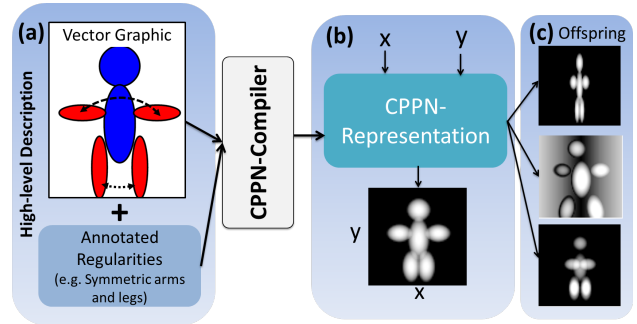 (a)
Vector Graphic
High-level Description
+
Annotated
Regularities
(e.g. Symmetric arms
and legs)
CPPN-Compiler
(b)
x
y
CPPN-
Representation
y
x
(c) Offspring